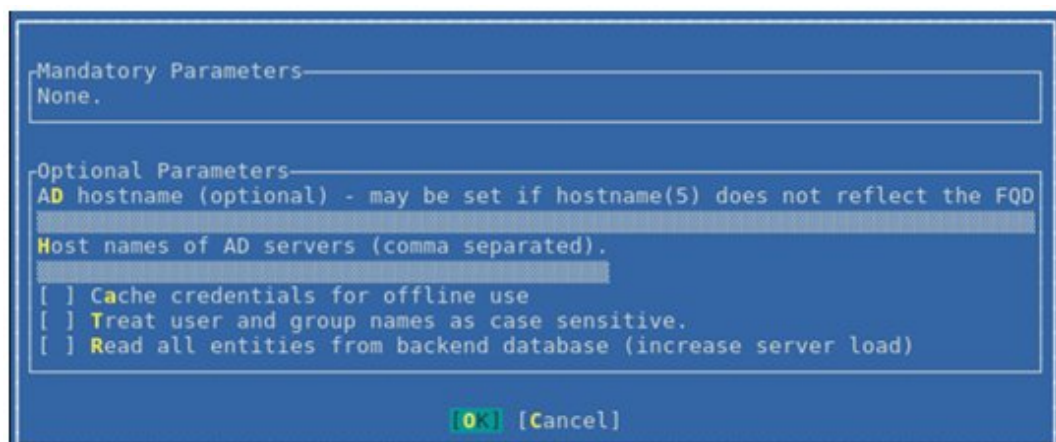 Mandatory Parameters
None.
Optional Parameters
AD hostname (optional) - may be set if hostname(5) does not reflect the FQD
Host names of AD servers (comma separated).
[ ] Cache credentials for offline use
[ ] Treat user and group names as case sensitive.
[ ] Read all entities from backend database (increase server load)
[OK] [Cancel]